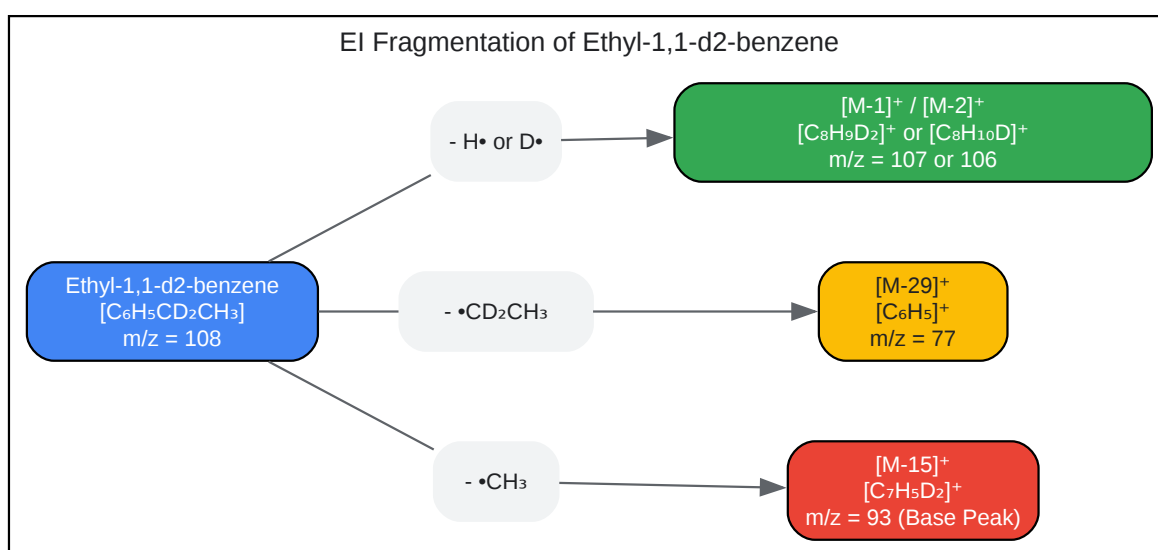 EI Fragmentation of Ethyl-1,1-d2-benzene
- H• or D•
[M-1]⁺ / [M-2]⁺
[C₈H₉D₂]⁺ or [C₈H₁₀D]⁺
m/z = 107 or 106
Ethyl-1,1-d2-benzene
[C₆H₅CD₂CH₃]
m/z = 108
- •CD₂CH₃
[M-29]⁺
[C₆H₅]⁺
m/z = 77
- •CH₃
[M-15]⁺
[C₇H₅D₂]⁺
m/z = 93 (Base Peak)